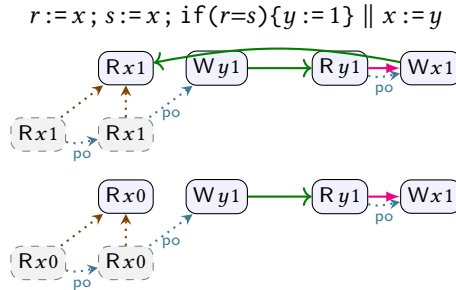 r := x ; s := x ; if(r=s){y := 1} ∥ x := y
Rx1 Wy1 Ry1 Wx1
po
Rx1 Rx1 po
po
Rx0 Wy1 Ry1 Wx1
po
Rx0 Rx0 po
po